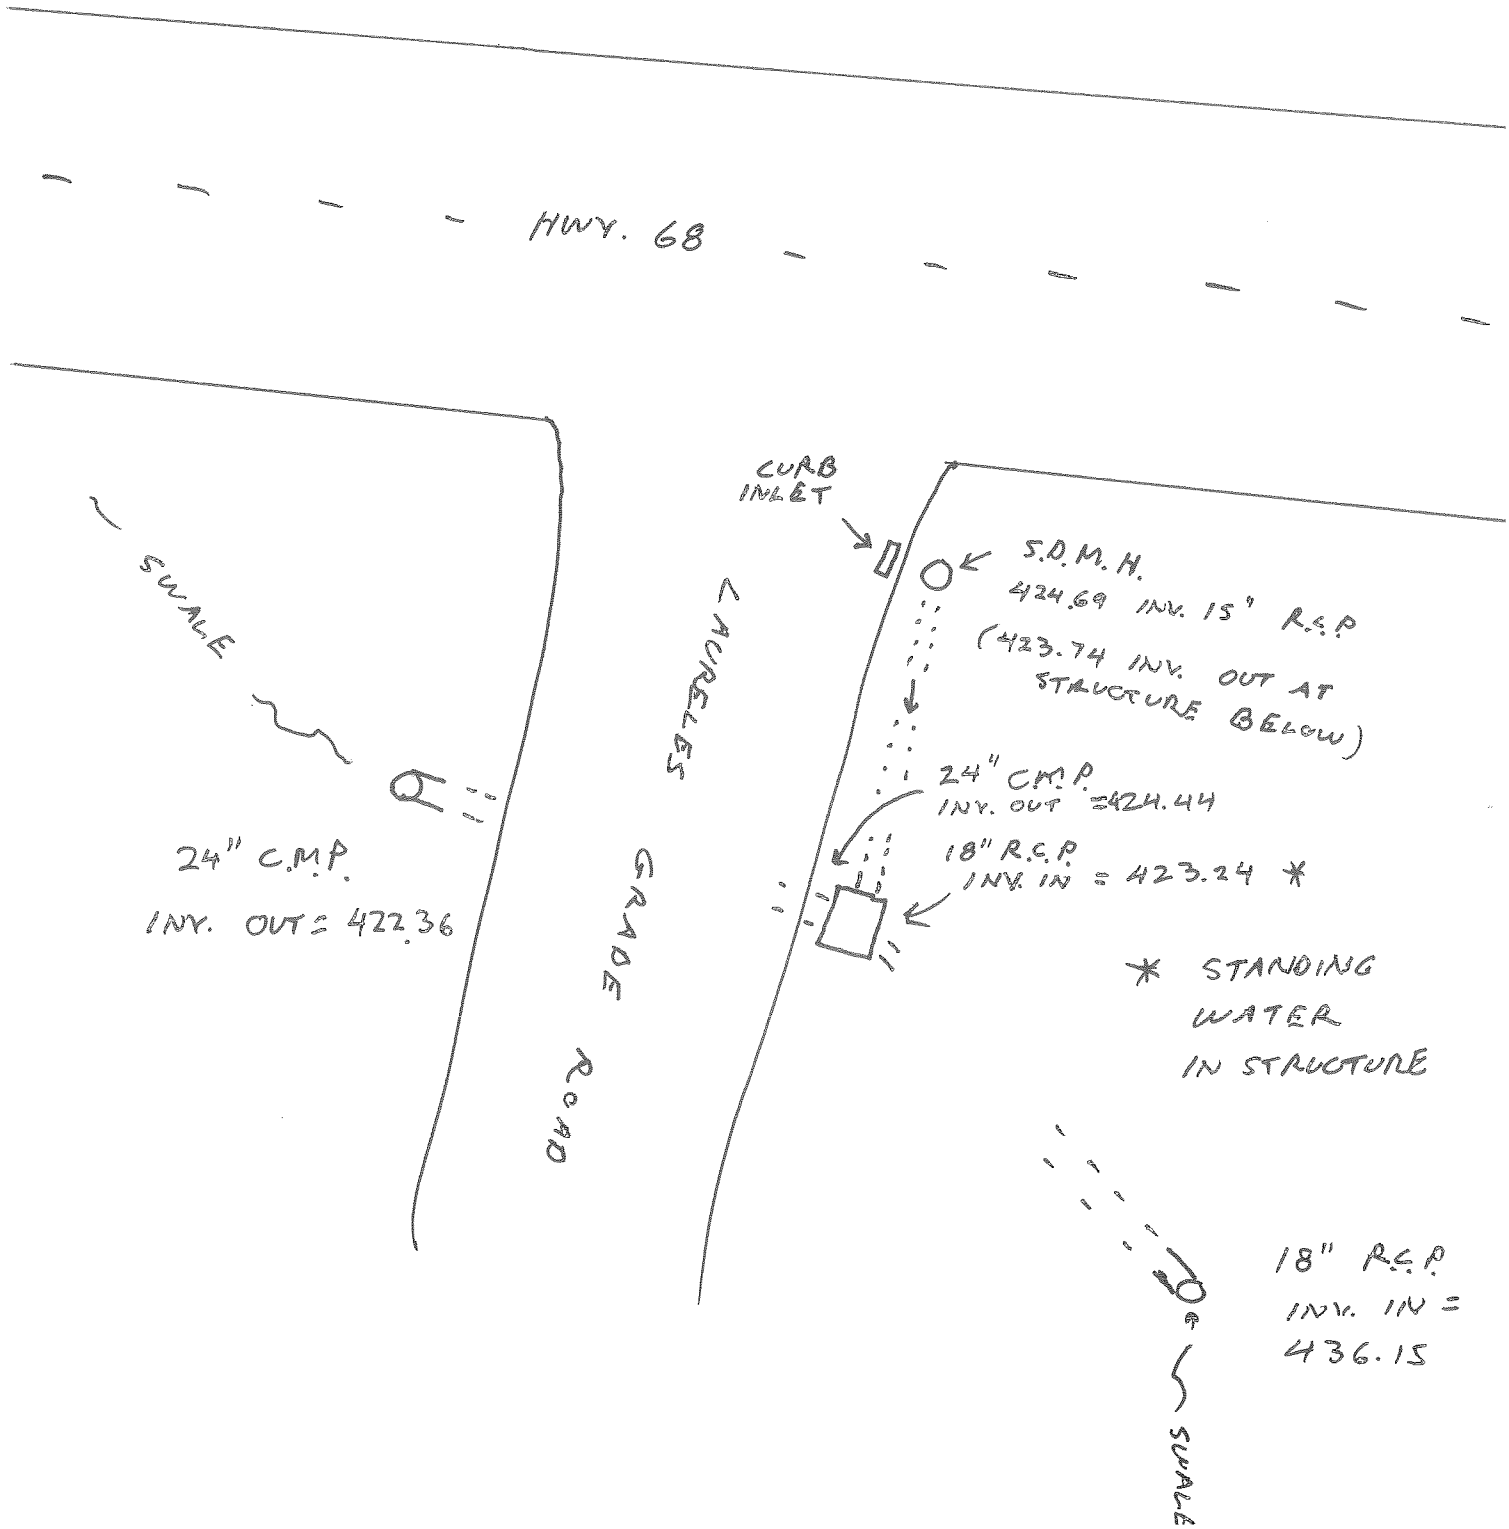 HWY. 68
CURB
INLET
S.D.M.H.
424.69 INV. 15" R.C.P.
(423.74 INV. OUT AT
STRUCTURE BELOW)
SWALE
LAURELES GRADE ROAD
24" C.M.P.
INV. OUT = 424.44
18" R.C.P.
INV. IN = 423.24 *
24" C.M.P.
INV. OUT = 422.36
* STANDING
WATER
IN STRUCTURE
18" R.C.P.
INV. IN =
436.15
SWALE